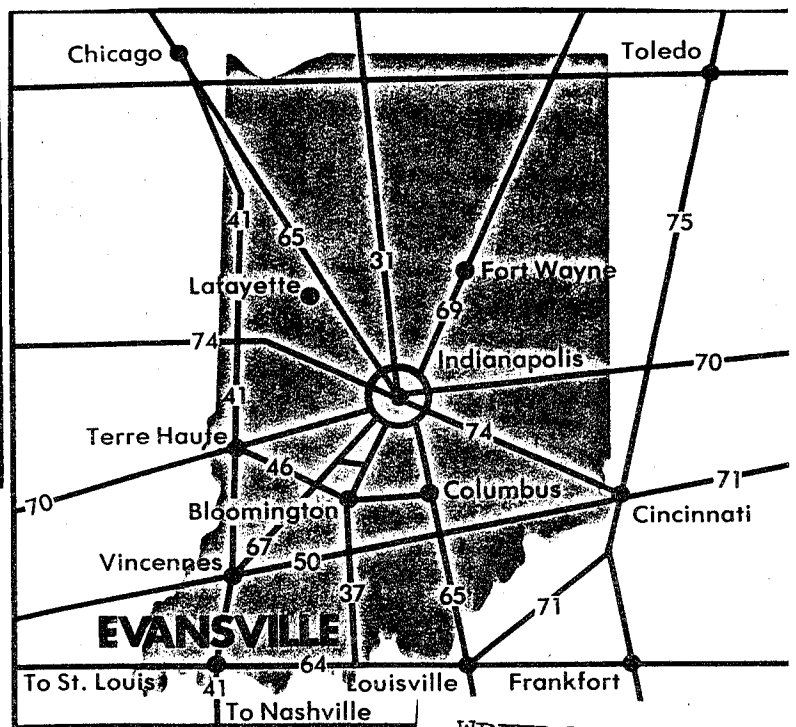 Chicago
Toledo
41
65
31
75
Lafayette
Fort Wayne
69
74
Indianapolis
70
41
Terre Haute
74
46
71
70
Bloomington
Columbus
Cincinnati
67
Vincennes
50
37
65
71
EVANSVILLE
64
To St. Louis
41
Louisville
Frankfort
To Nashville